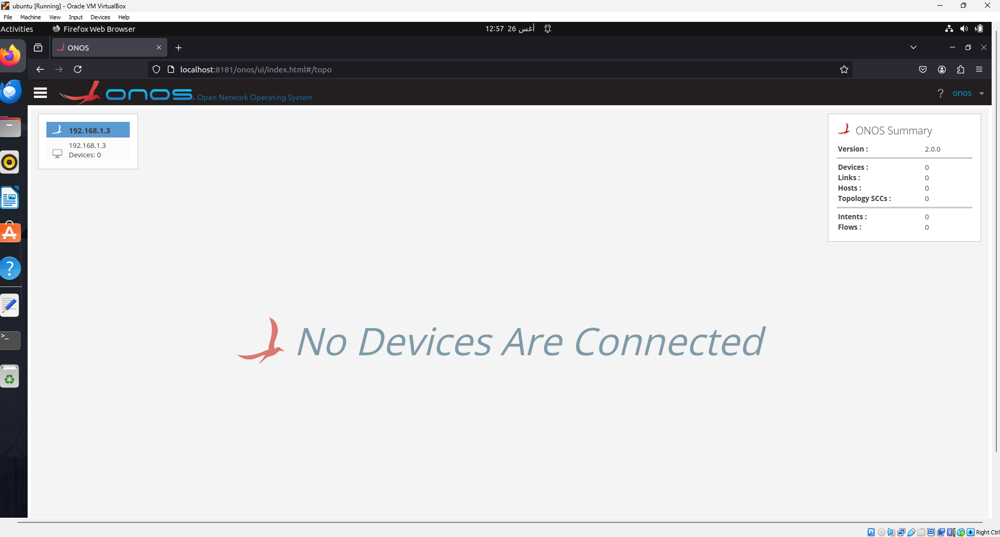 ubuntu [Running] - Oracle VM VirtualBox
File Machine View Input Devices Help
Activities Firefox Web Browser 12:57 26 أغس
ONOS
localhost:8181/onos/ui/index.html#/topo
onos Open Network Operating System ? onos
192.168.1.3
192.168.1.3
Devices: 0
ONOS Summary
Version : 2.0.0
Devices : 0
Links : 0
Hosts : 0
Topology SCCs : 0
Intents : 0
Flows : 0
No Devices Are Connected
Right Ctrl